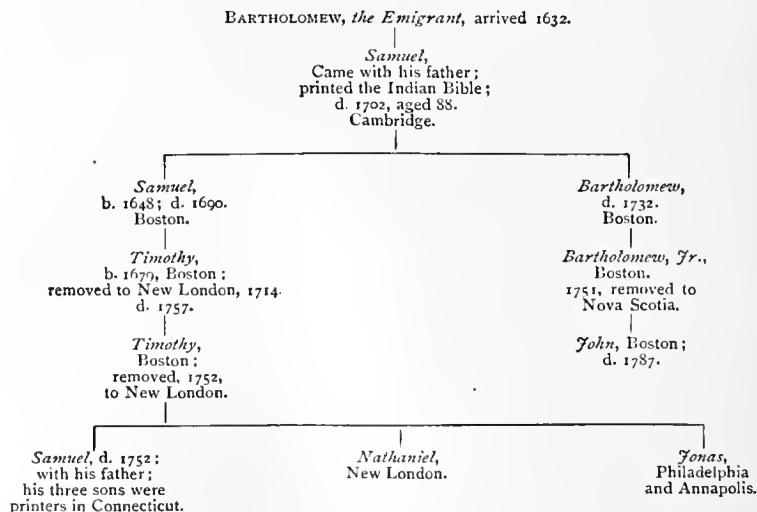 BARTHOLOMEW, the Emigrant, arrived 1632.
Samuel,
Came with his father;
printed the Indian Bible;
d. 1702, aged 88.
Cambridge.
Samuel,
b. 1648; d. 1690.
Boston.
Timothy,
b. 1679, Boston;
removed to New London, 1714.
d. 1757.
Timothy,
Boston;
removed, 1752,
to New London.
Bartholomew,
d. 1732.
Boston.
Bartholomew, Jr.,
Boston.
1751, removed to
Nova Scotia.
John, Boston;
d. 1787.
Samuel, d. 1752;
with his father;
his three sons were
printers in Connecticut.
Nathaniel,
New London.
Jonas,
Philadelphia
and Annapolis.